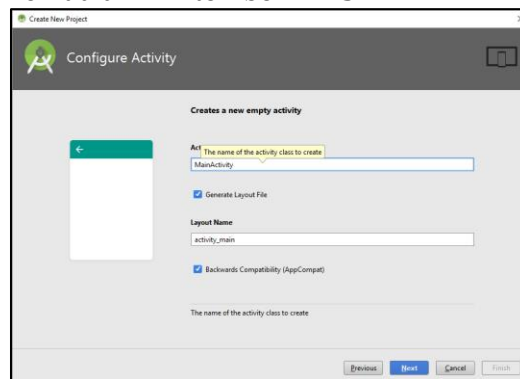 Create New Project
Configure Activity
Creates a new empty activity
The name of the activity class to create
MainActivity
Generate Layout File
Layout Name
activity_main
Backwards Compatibility (AppCompat)
The name of the activity class to create
Previous
Next
Cancel
Finish